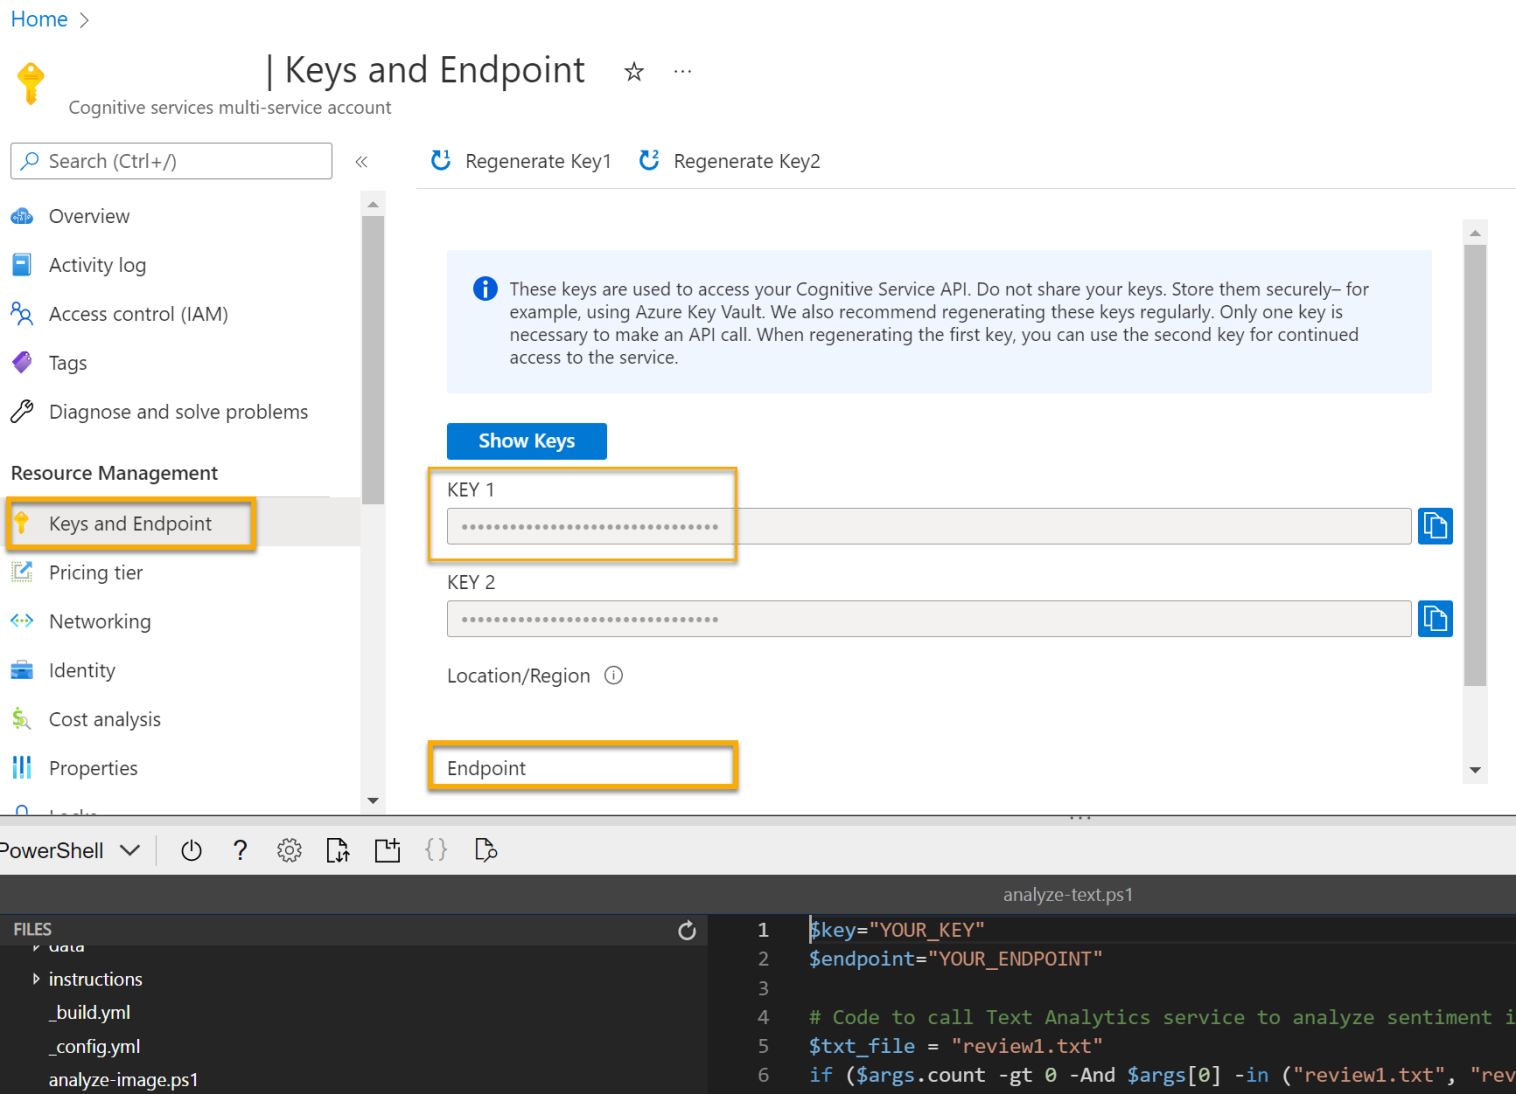 Home >
| Keys and Endpoint ☆ ...
Cognitive services multi-service account
Search (Ctrl+/)
«
Regenerate Key1
Regenerate Key2
Overview
Activity log
Access control (IAM)
Tags
Diagnose and solve problems
Resource Management
Keys and Endpoint
Pricing tier
Networking
Identity
Cost analysis
Properties
Locks
These keys are used to access your Cognitive Service API. Do not share your keys. Store them securely– for
example, using Azure Key Vault. We also recommend regenerating these keys regularly. Only one key is
necessary to make an API call. When regenerating the first key, you can use the second key for continued
access to the service.
Show Keys
KEY 1
••••••••••••••••••••••••••••••••
KEY 2
••••••••••••••••••••••••••••••••
Location/Region
Endpoint
PowerShell
?
{}
analyze-text.ps1
FILES
data
instructions
_build.yml
_config.yml
analyze-image.ps1
1 $key="YOUR_KEY"
2 $endpoint="YOUR_ENDPOINT"
3
4 # Code to call Text Analytics service to analyze sentiment i
5 $txt_file = "review1.txt"
6 if ($args.count -gt 0 -And $args[0] -in ("review1.txt", "rev